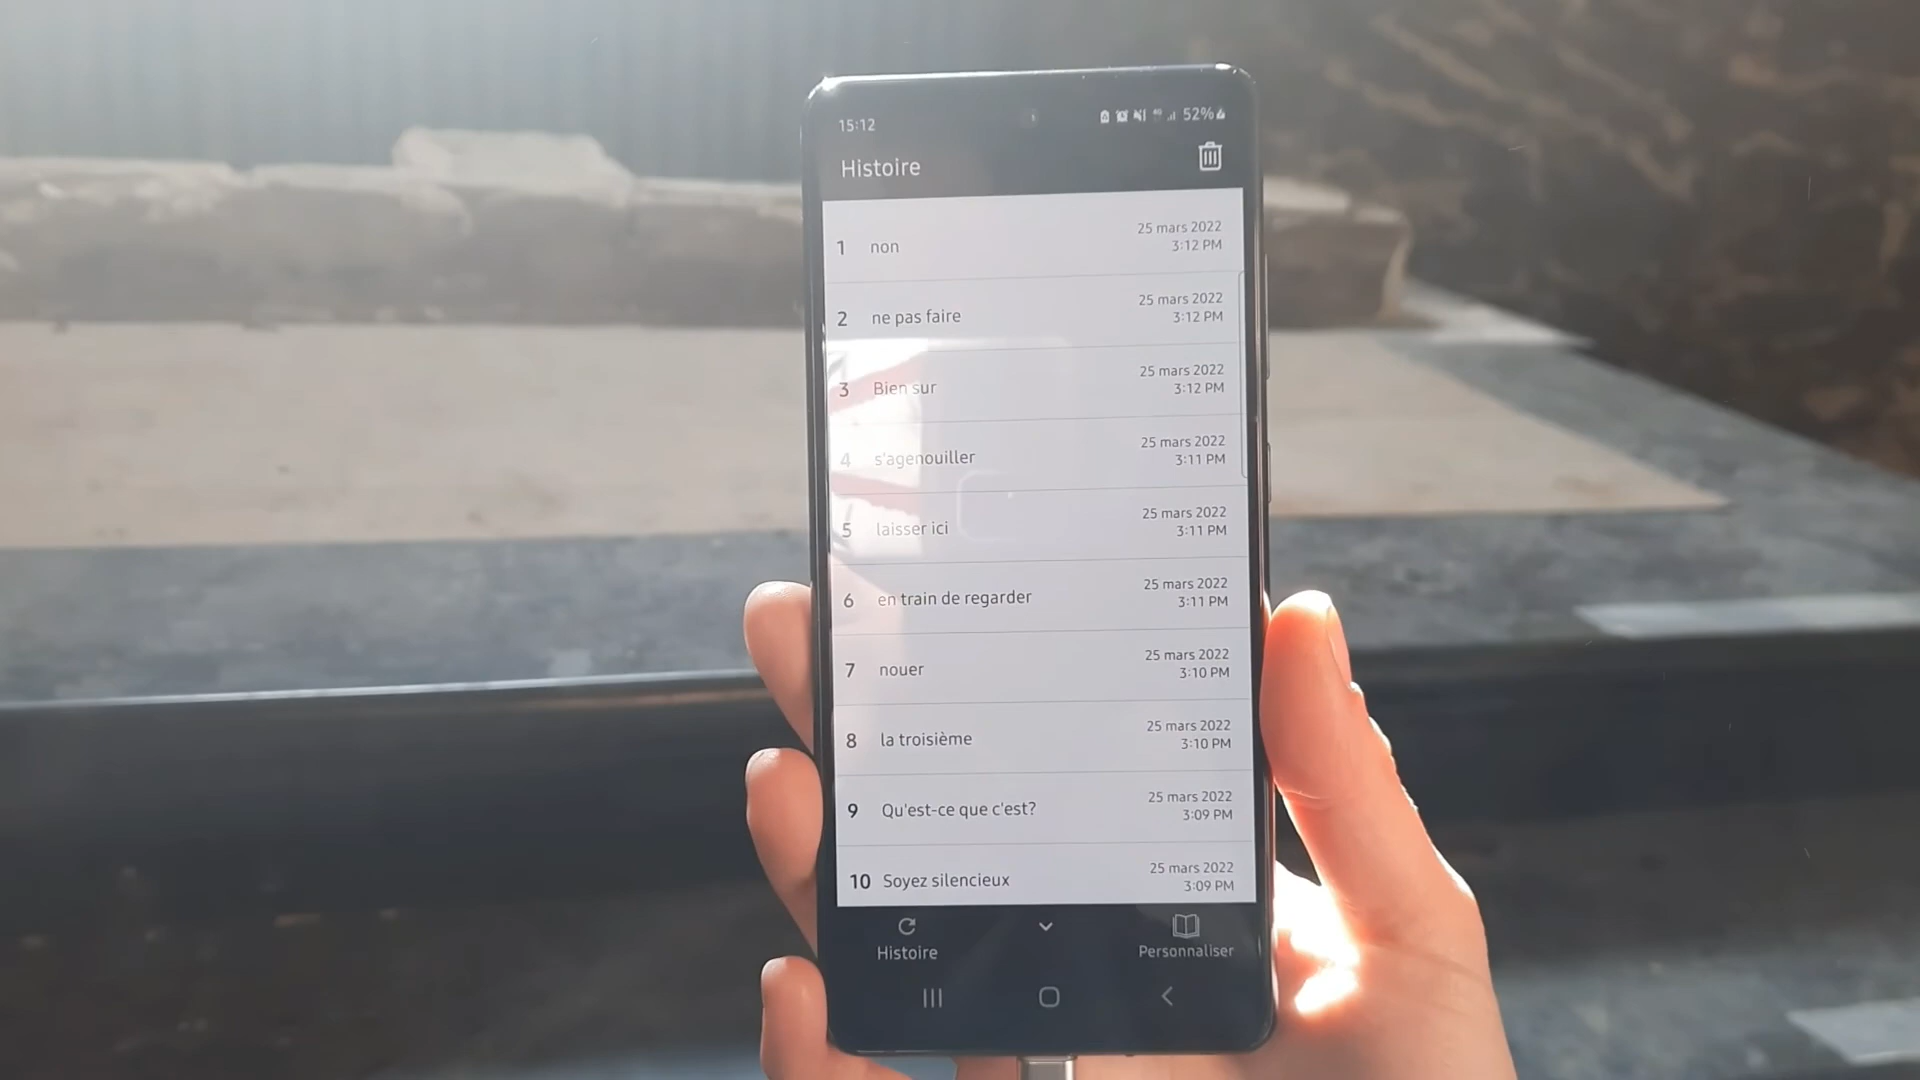 15:12
52%
Histoire
1 non 25 mars 2022
3:12 PM
2 ne pas faire 25 mars 2022
3:12 PM
3 Bien sur 25 mars 2022
3:12 PM
4 s'agenouiller 25 mars 2022
3:11 PM
5 laisser ici 25 mars 2022
3:11 PM
6 en train de regarder 25 mars 2022
3:11 PM
7 nouer 25 mars 2022
3:10 PM
8 la troisième 25 mars 2022
3:10 PM
9 Qu'est-ce que c'est? 25 mars 2022
3:09 PM
10 Soyez silencieux 25 mars 2022
3:09 PM
Histoire
Personnaliser